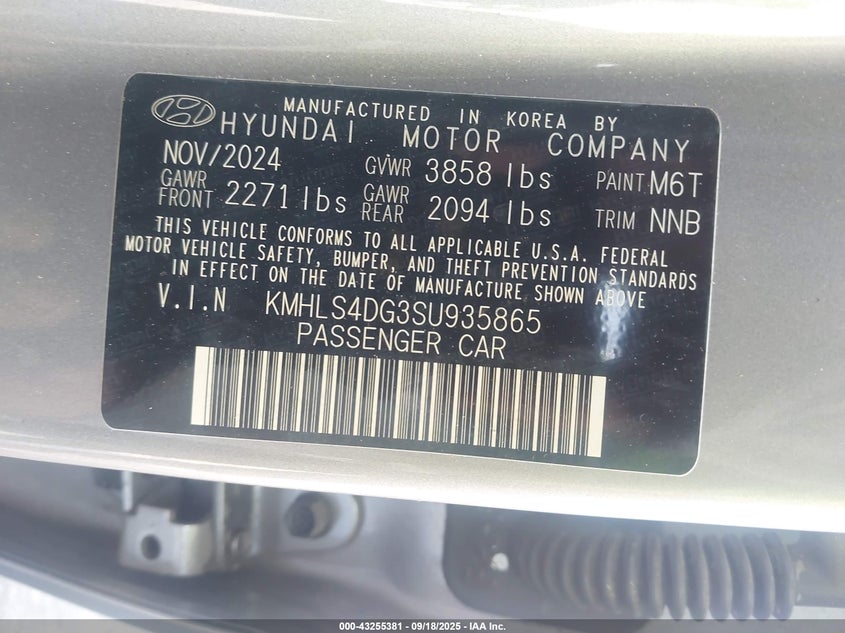 MANUFACTURED IN KOREA BY
HYUNDAI MOTOR COMPANY
NOV/2024 GVWR 3858 lbs PAINT M6T
GAWR FRONT 2271 lbs GAWR REAR 2094 lbs TRIM NNB
THIS VEHICLE CONFORMS TO ALL APPLICABLE U.S.A. FEDERAL
MOTOR VEHICLE SAFETY, BUMPER, AND THEFT PREVENTION STANDARDS
IN EFFECT ON THE DATE OF MANUFACTURE SHOWN ABOVE
V.I.N KMHLS4DG3SU935865
PASSENGER CAR
000-43255381 - 09/18/2025 - IAA Inc.